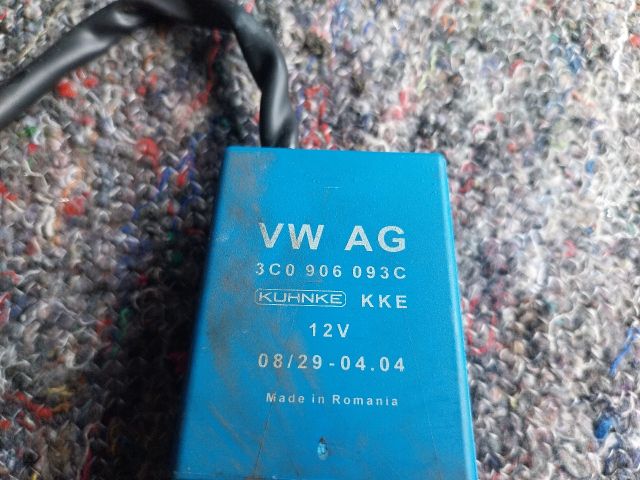 VW AG
3C0 906 093C
KUHNKE KKE
12V
08/29-04.04
Made in Romania